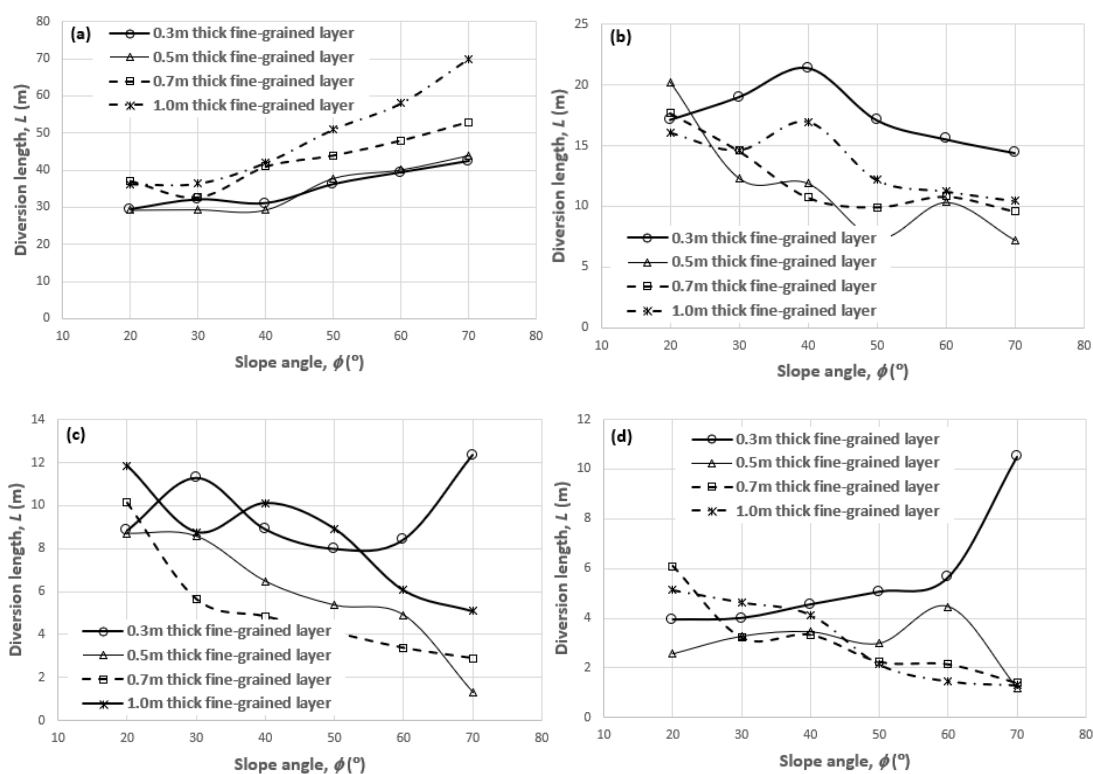 (a)
0.3m thick fine-grained layer
0.5m thick fine-grained layer
0.7m thick fine-grained layer
1.0m thick fine-grained layer
Diversion length, L (m)
80
70
60
50
40
30
20
10
0
10 20 30 40 50 60 70 80
Slope angle, ϕ (°)
(b)
Diversion length, L (m)
25
20
15
10
5
0
0.3m thick fine-grained layer
0.5m thick fine-grained layer
0.7m thick fine-grained layer
1.0m thick fine-grained layer
10 20 30 40 50 60 70 80
Slope angle, ϕ (°)
(c)
Diversion length, L (m)
14
12
10
8
6
4
2
0
0.3m thick fine-grained layer
0.5m thick fine-grained layer
0.7m thick fine-grained layer
1.0m thick fine-grained layer
10 20 30 40 50 60 70 80
Slope angle, ϕ (°)
(d)
0.3m thick fine-grained layer
0.5m thick fine-grained layer
0.7m thick fine-grained layer
1.0m thick fine-grained layer
Diversion length, L (m)
12
10
8
6
4
2
0
10 20 30 40 50 60 70 80
Slope angle, ϕ (°)